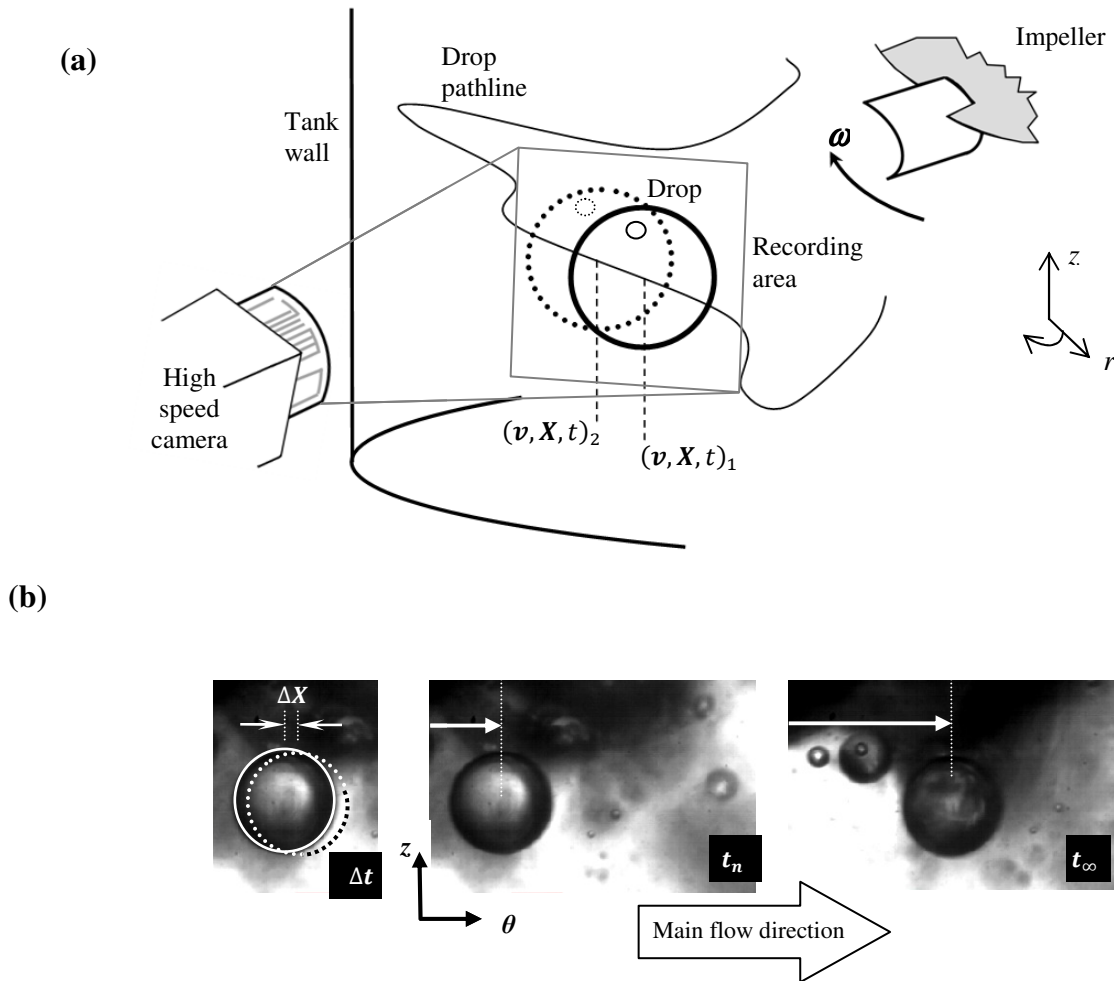 (a)
Impeller
Drop
pathline
Tank
wall
ω
Drop
Recording
area
z
r
High
speed
camera
(v, X, t)₂
(v, X, t)₁
(b)
ΔX
Δt
z
θ
tₙ
t∞
Main flow direction